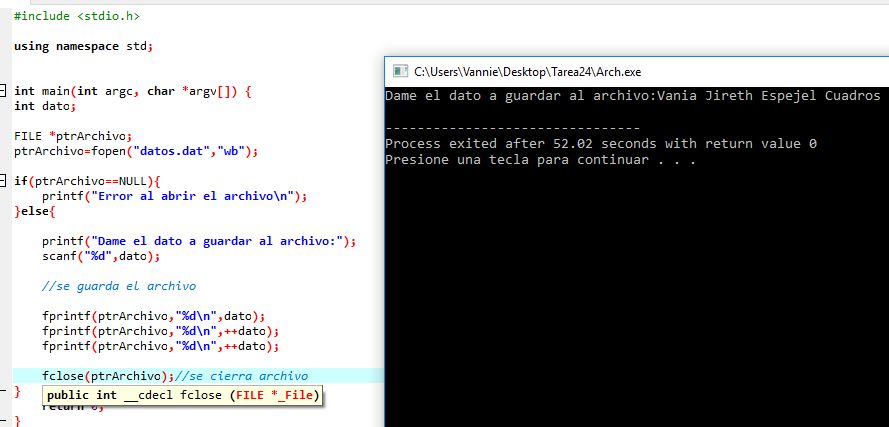 #include <stdio.h>
using namespace std;
int main(int argc, char *argv[]) {
int dato;
FILE *ptrArchivo;
ptrArchivo=fopen("datos.dat","wb");
if(ptrArchivo==NULL){
printf("Error al abrir el archivo\n");
}else{
printf("Dame el dato a guardar al archivo:");
scanf("%d",dato);
//se guarda el archivo
fprintf(ptrArchivo,"%d\n",dato);
fprintf(ptrArchivo,"%d\n",++dato);
fprintf(ptrArchivo,"%d\n",++dato);
fclose(ptrArchivo);//se cierra archivo
}
public int __cdecl fclose (FILE *_File)
return 0;
}
C:\Users\Vannie\Desktop\Tarea24\Arch.exe
Dame el dato a guardar al archivo:Vania Jireth Espejel Cuadros
--------------------------------
Process exited after 52.02 seconds with return value 0
Presione una tecla para continuar . . .